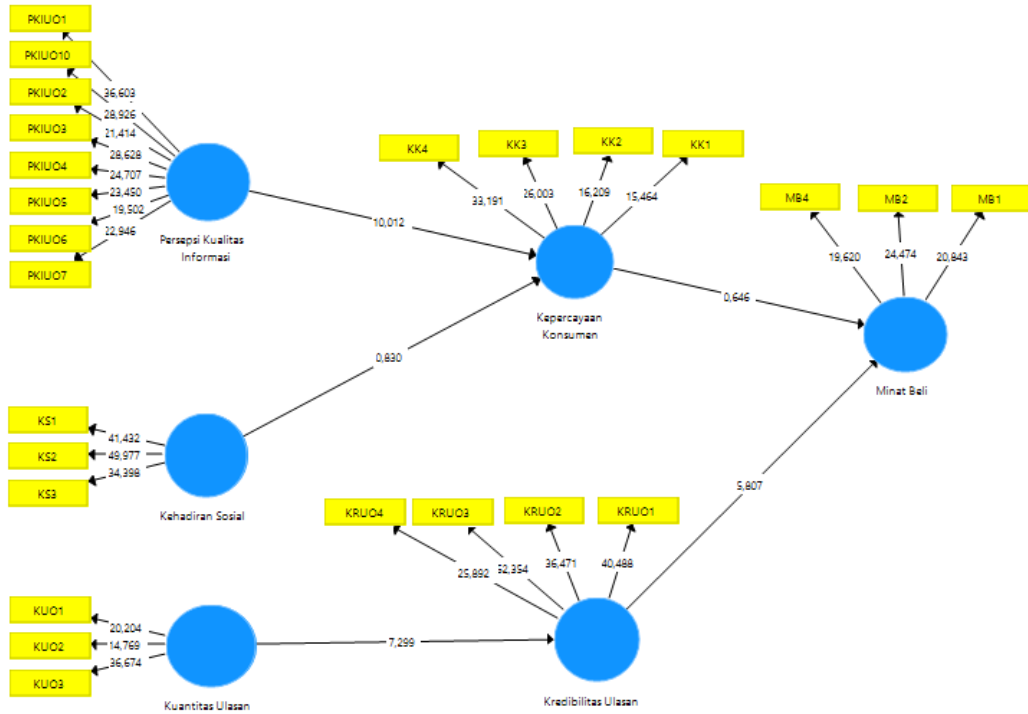 PKIUO1
PKIUO10
PKIUO2
PKIUO3
PKIUO4
PKIUO5
PKIUO6
PKIUO7
36,603
28,926
21,414
28,628
24,707
23,450
19,502
22,946
Persepsi Kualitas
Informasi
10,012
KK4
KK3
KK2
KK1
33,191
26,003
16,209
15,464
Kepercayaan
Konsumen
0,646
MB4
MB2
MB1
19,620
24,474
20,843
Minat Beli
0,830
KS1
KS2
KS3
41,432
49,977
34,398
Kehadiran Sosial
5,807
KRUO4
KRUO3
KRUO2
KRUO1
25,892
36,471
40,488
Kredibilitas Ulasan
KUO1
KUO2
KUO3
20,204
14,769
36,674
7,299
Kuantitas Ulasan